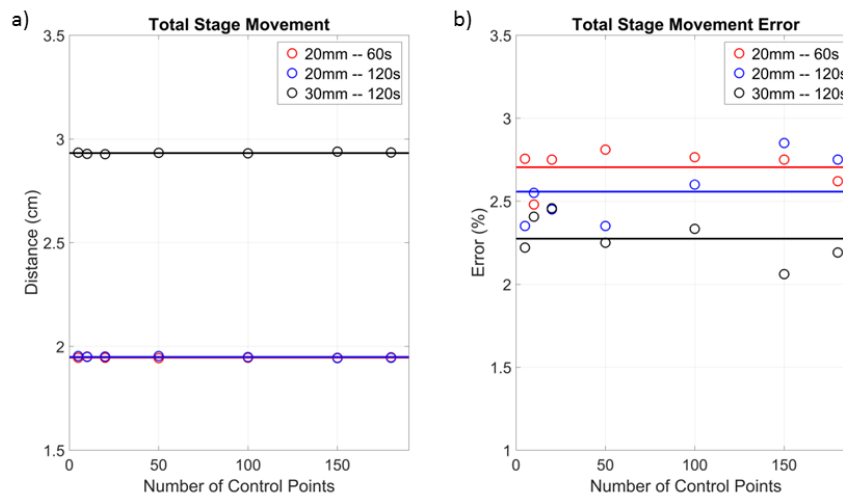 a)
Total Stage Movement
3.5
3
2.5
2
1.5
Distance (cm)
0
50
100
150
Number of Control Points
20mm -- 60s
20mm -- 120s
30mm -- 120s
b)
Total Stage Movement Error
3.5
3
2.5
2
1.5
1
Error (%)
0
50
100
150
Number of Control Points
20mm -- 60s
20mm -- 120s
30mm -- 120s